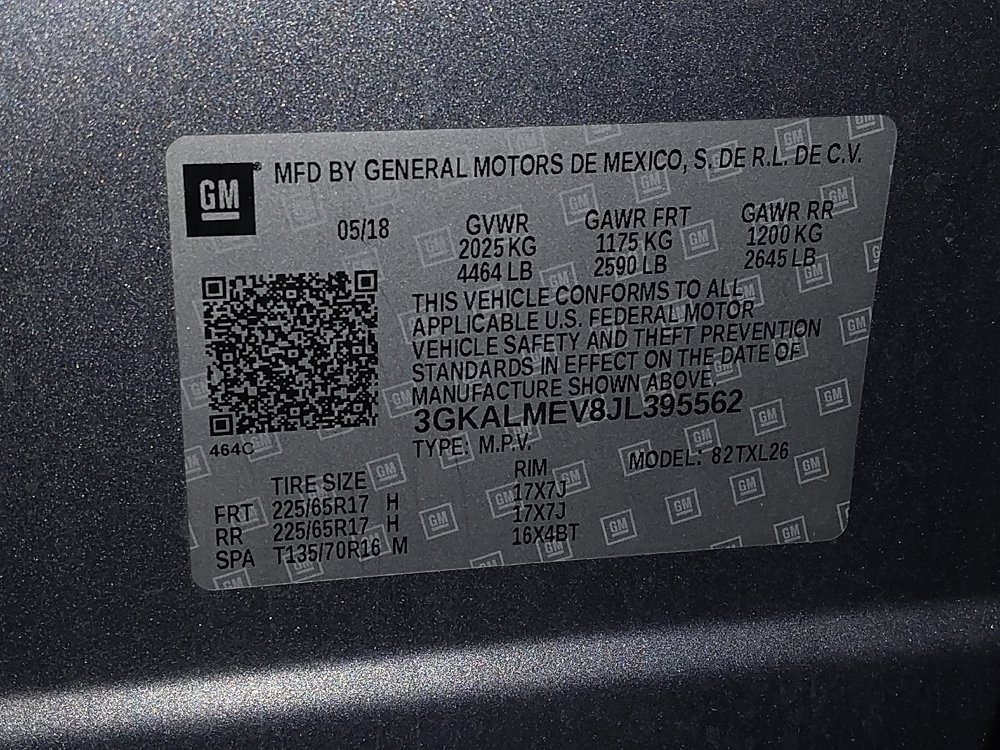 GM MFD BY GENERAL MOTORS DE MEXICO, S. DE R.L. DE C.V.
05/18 GVWR GAWR FRT GAWR RR
2025 KG 1175 KG 1200 KG
4464 LB 2590 LB 2645 LB
THIS VEHICLE CONFORMS TO ALL
APPLICABLE U.S. FEDERAL MOTOR
VEHICLE SAFETY AND THEFT PREVENTION
STANDARDS IN EFFECT ON THE DATE OF
MANUFACTURE SHOWN ABOVE.
3GKALMEV8JL395562
464C TYPE: M.P.V. MODEL: 82TXL26
TIRE SIZE RIM
FRT 225/65R17 H 17X7J
RR 225/65R17 H 17X7J
SPA T135/70R16 M 16X4BT